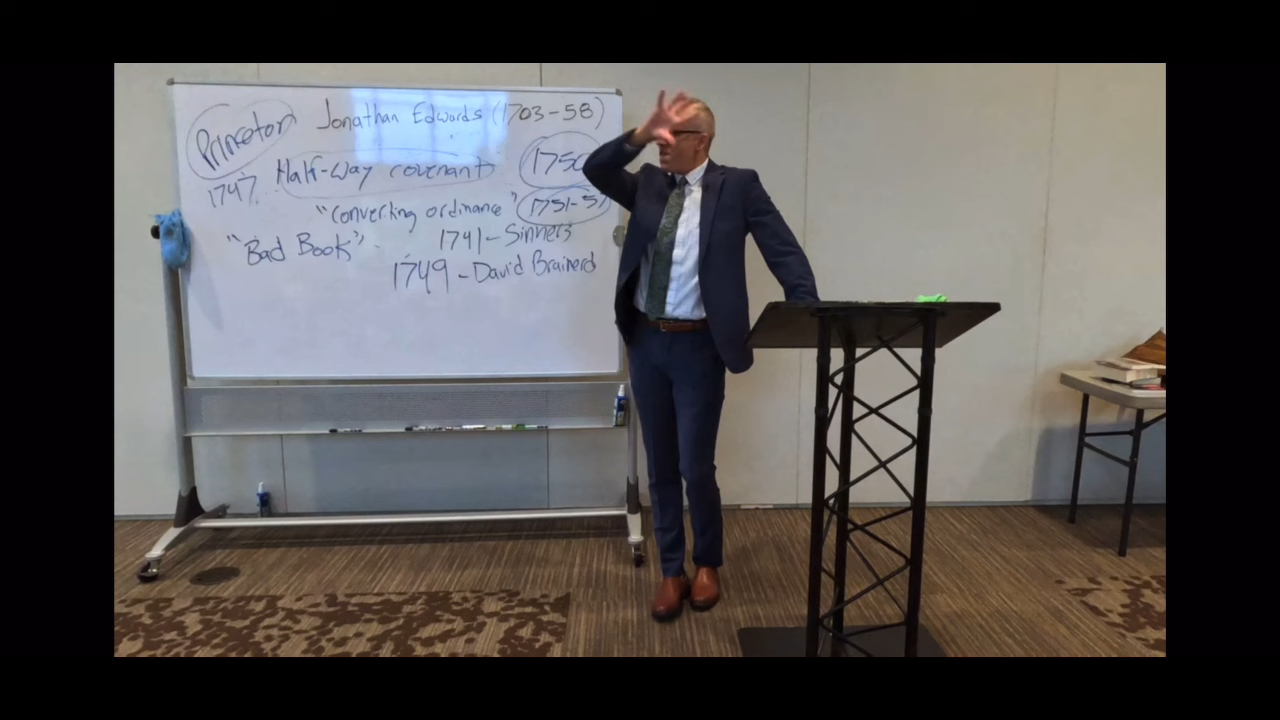 Princeton Jonathan Edwards (1703-58)
1747 Half-way covenant 1750
"converting ordinance" 1751-5
"Bad Book" 1741 - Sinners
1749 - David Brainerd